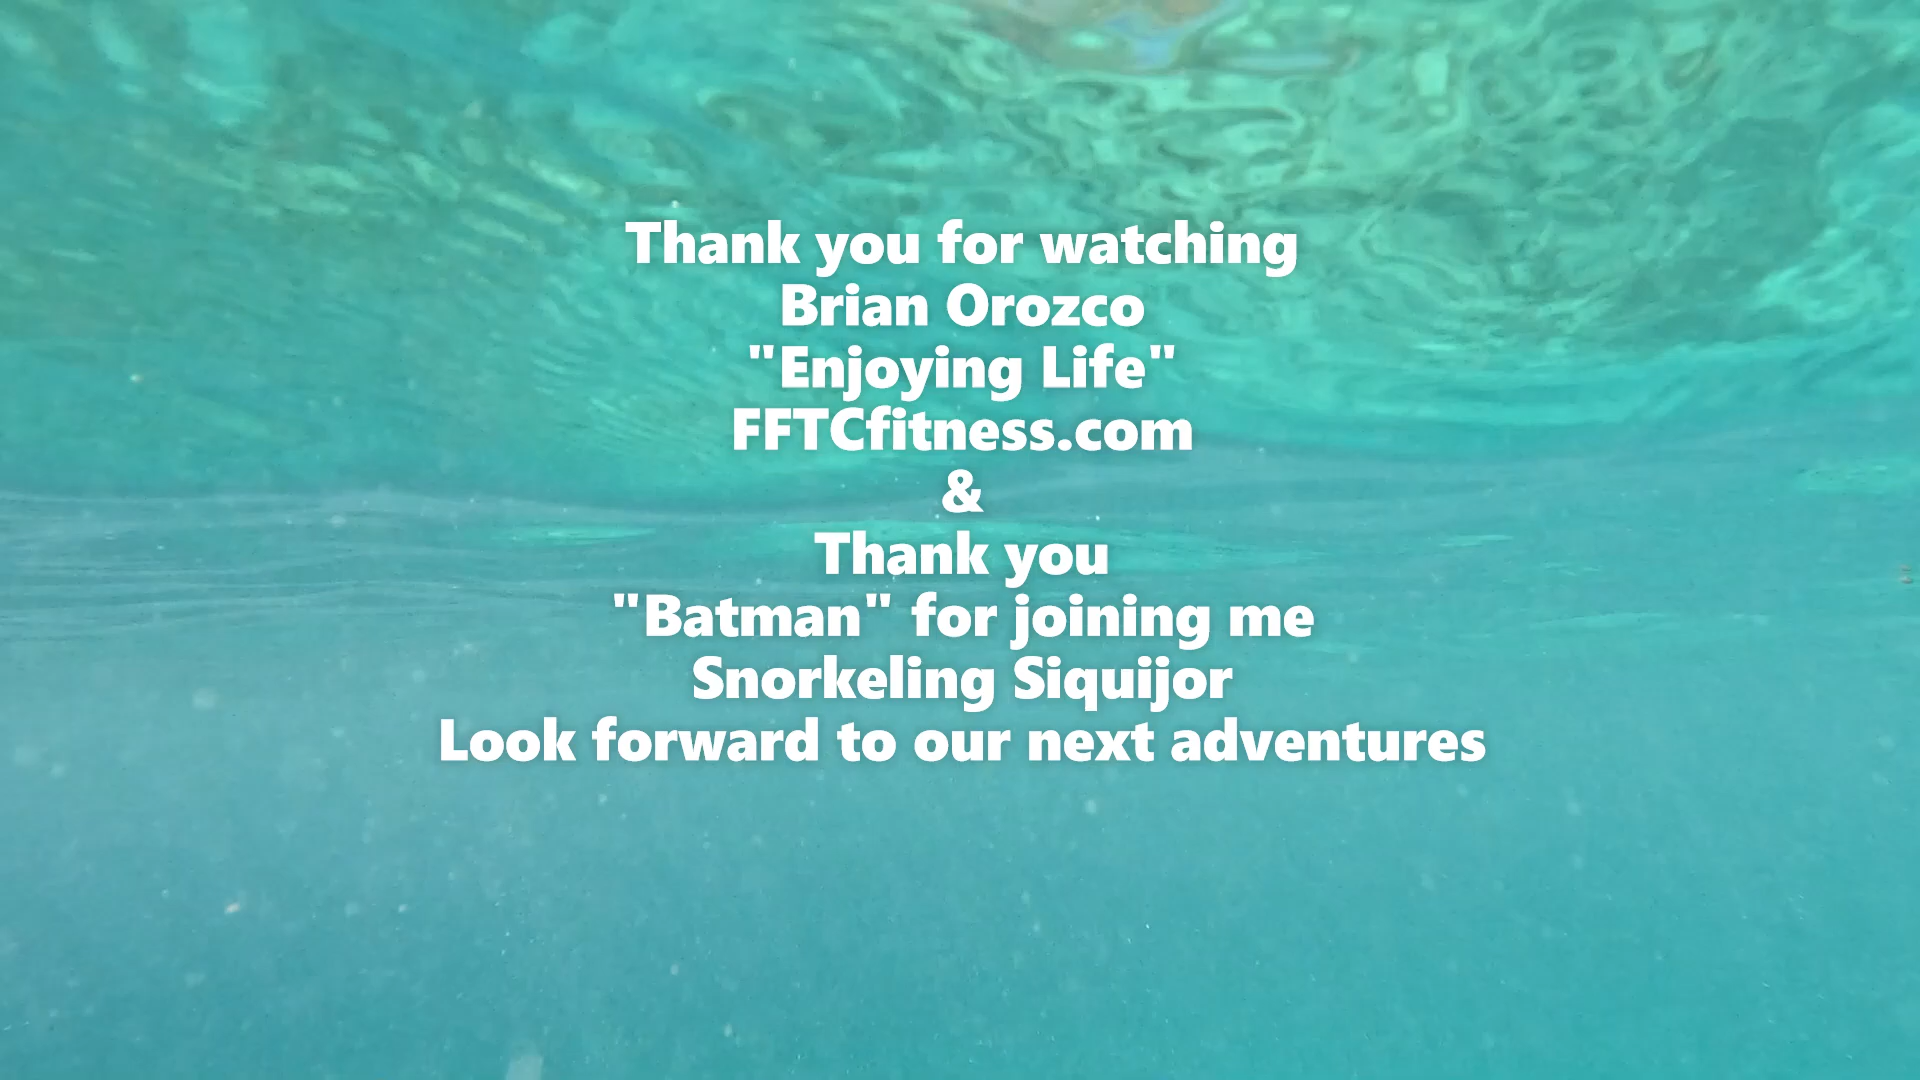 Thank you for watching
Brian Orozco
"Enjoying Life"
FFTCfitness.com
&
Thank you
"Batman" for joining me
Snorkeling Siquijor
Look forward to our next adventures